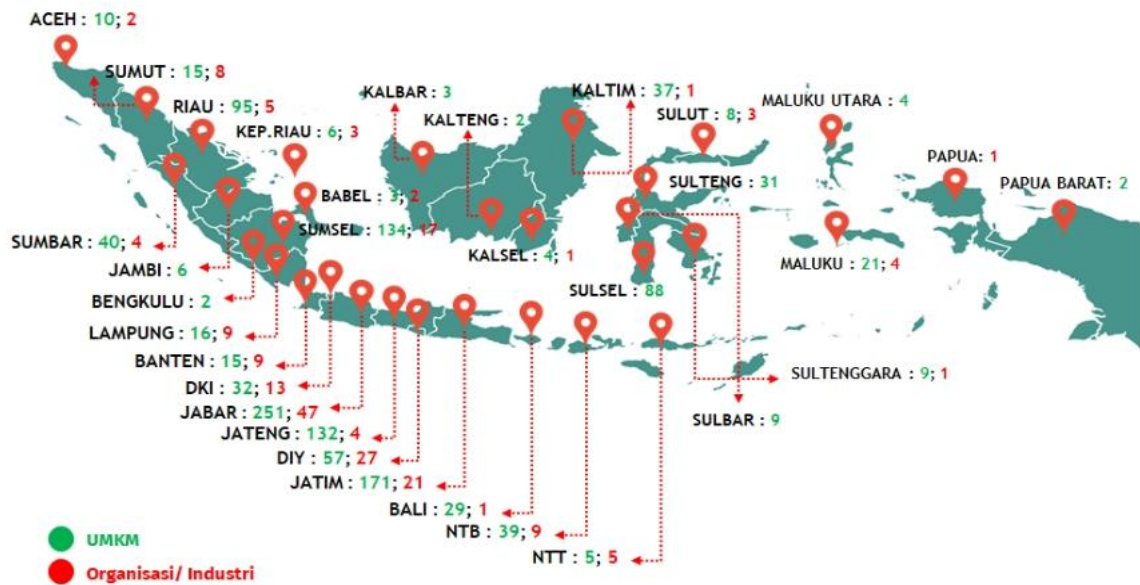 ACEH : 10; 2
SUMUT : 15; 8
RIAU : 95; 5
KEP.RIAU : 6; 3
BABEL : 3; 2
SUMSEL : 134; 17
SUMBAR : 40; 4
JAMBI : 6
BENGKULU : 2
LAMPUNG : 16; 9
BANTEN : 15; 9
DKI : 32; 13
JABAR : 251; 47
JATENG : 132; 4
DIY : 57; 27
JATIM : 171; 21
BALI : 29; 1
NTB : 39; 9
NTT : 5; 5
KALBAR : 3
KALTENG : 2
KALTIM : 37; 1
KALSEL : 4; 1
SULUT : 8; 3
SULTENG : 31
SULSEL : 88
SULTENGGARA : 9; 1
SULBAR : 9
MALUKU UTARA : 4
MALUKU : 21; 4
PAPUA: 1
PAPUA BARAT: 2
UMKM
Organisasi/ Industri